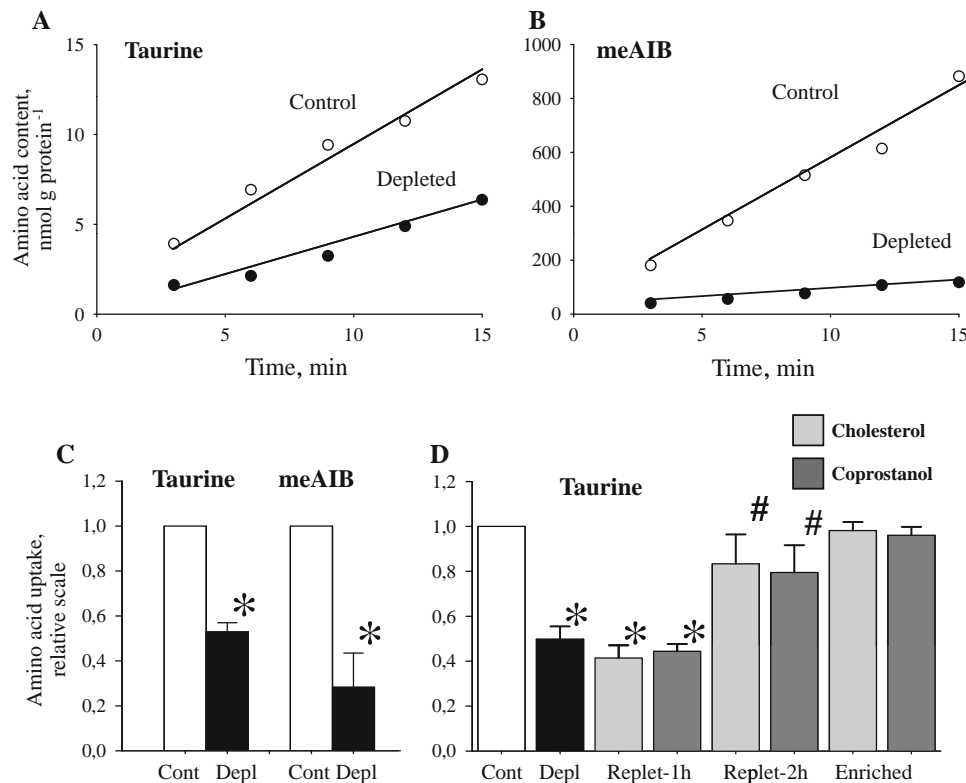 A
B
Taurine
meAIB
15
10
5
0
1000
800
600
400
200
0
Control
Depleted
Control
Depleted
Amino acid content,
nmol g protein⁻¹
0
5
10
15
0
5
10
15
Time, min
Time, min
Cholesterol
Coprostanol
C
D
Taurine
meAIB
Taurine
1,2
1,0
0,8
0,6
0,4
0,2
0,0
1,2
1,0
0,8
0,6
0,4
0,2
0,0
Amino acid uptake,
relative scale
*
*
*
*
*
#
#
Cont Depl Cont Depl
Cont Depl Replet-1h Replet-2h Enriched